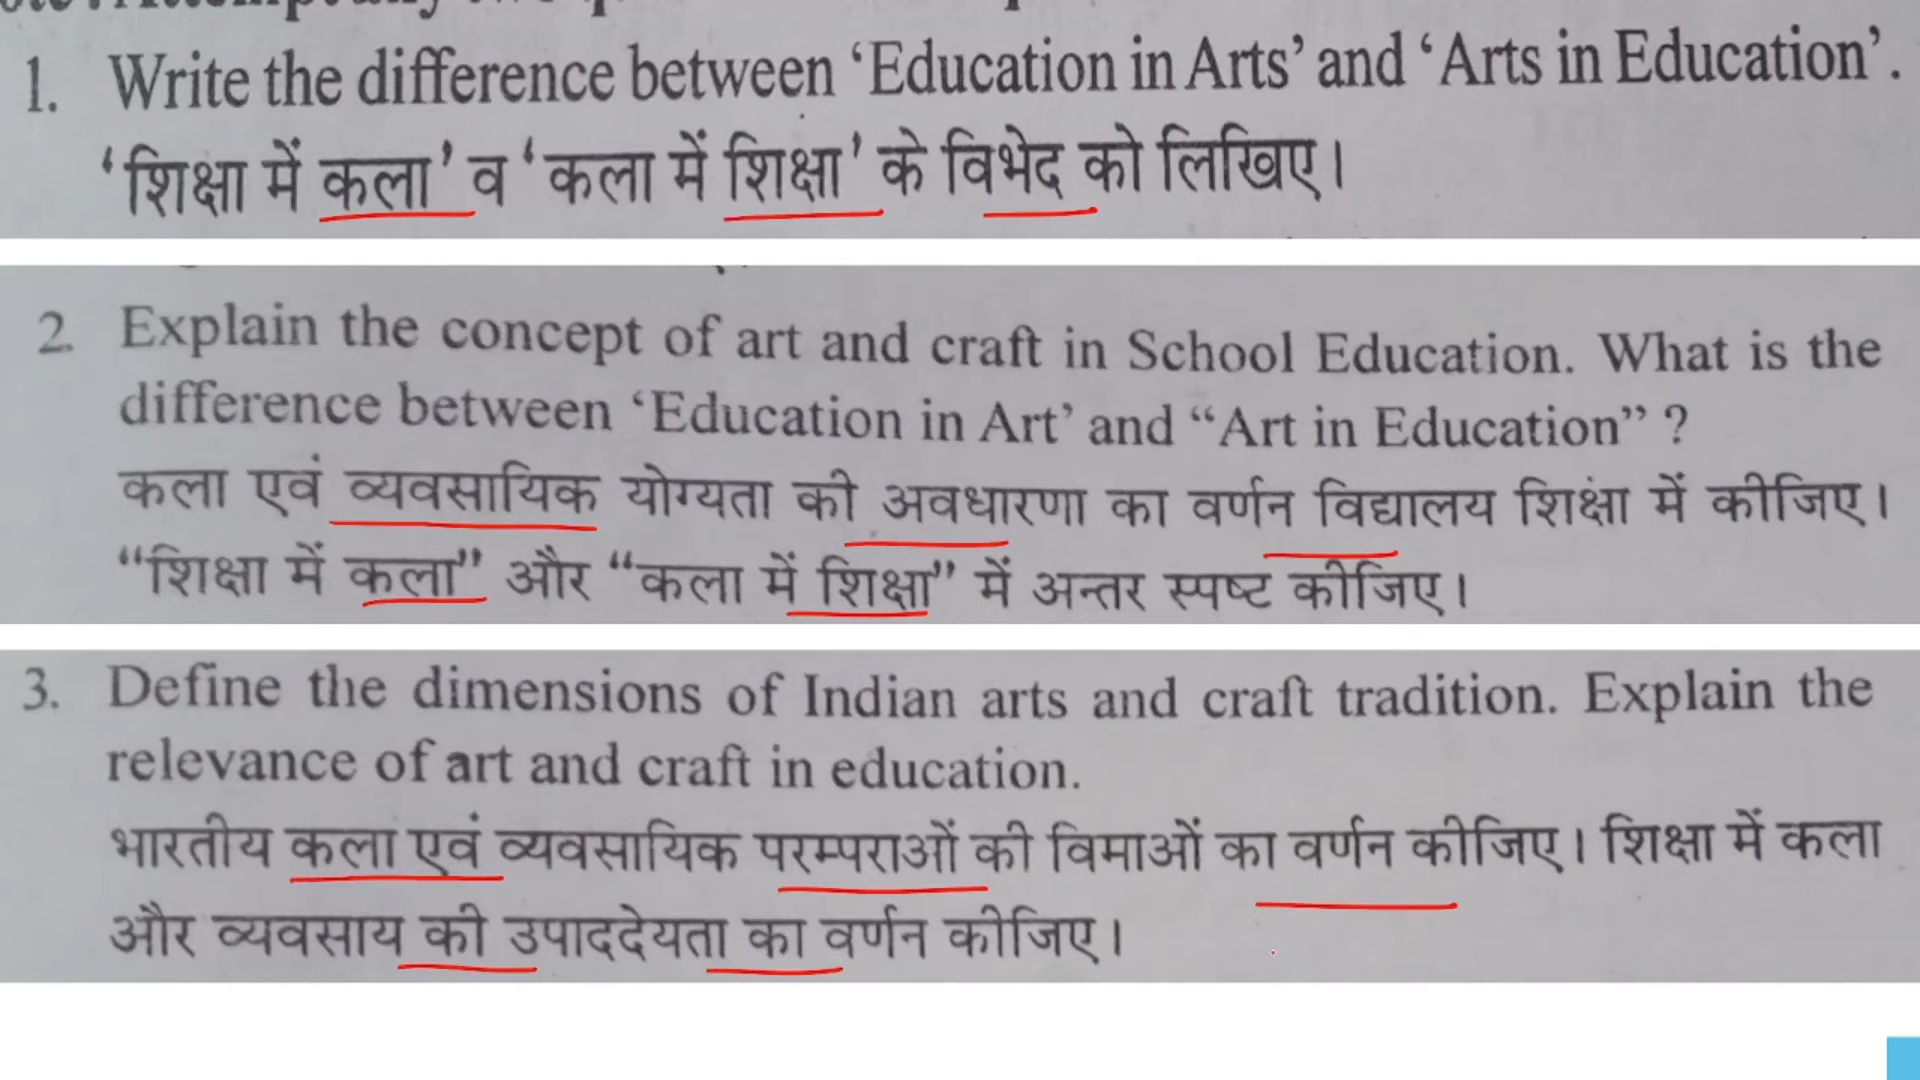 1. Write the difference between ‘Education in Arts’ and ‘Arts in Education’.
‘शिक्षा में कला’ व ‘कला में शिक्षा’ के विभेद को लिखिए।
2. Explain the concept of art and craft in School Education. What is the
difference between ‘Education in Art’ and “Art in Education” ?
कला एवं व्यवसायिक योग्यता की अवधारणा का वर्णन विद्यालय शिक्षां में कीजिए।
“शिक्षा में कला” और “कला में शिक्षा” में अन्तर स्पष्ट कीजिए।
3. Define the dimensions of Indian arts and craft tradition. Explain the
relevance of art and craft in education.
भारतीय कला एवं व्यवसायिक परम्पराओं की विमाओं का वर्णन कीजिए। शिक्षा में कला
और व्यवसाय की उपाददेयता का वर्णन कीजिए।